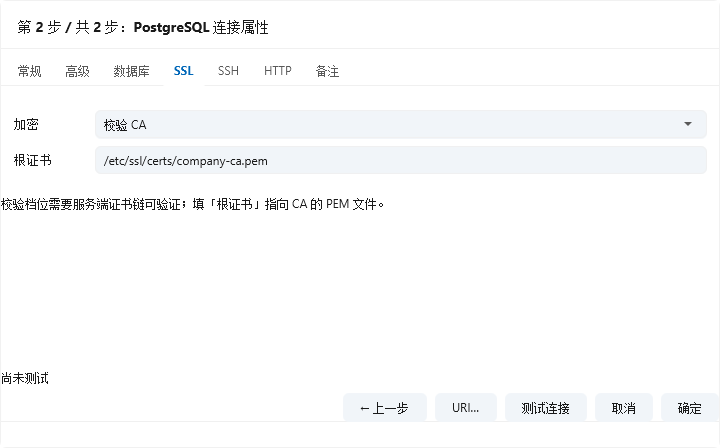 第 2 步 / 共 2 步：PostgreSQL 连接属性
常规 高级 数据库 SSL SSH HTTP 备注
加密 校验 CA
根证书 /etc/ssl/certs/company-ca.pem
校验档位需要服务端证书链可验证；填「根证书」指向 CA 的 PEM 文件。
尚未测试
←上一步 URI... 测试连接 取消 确定